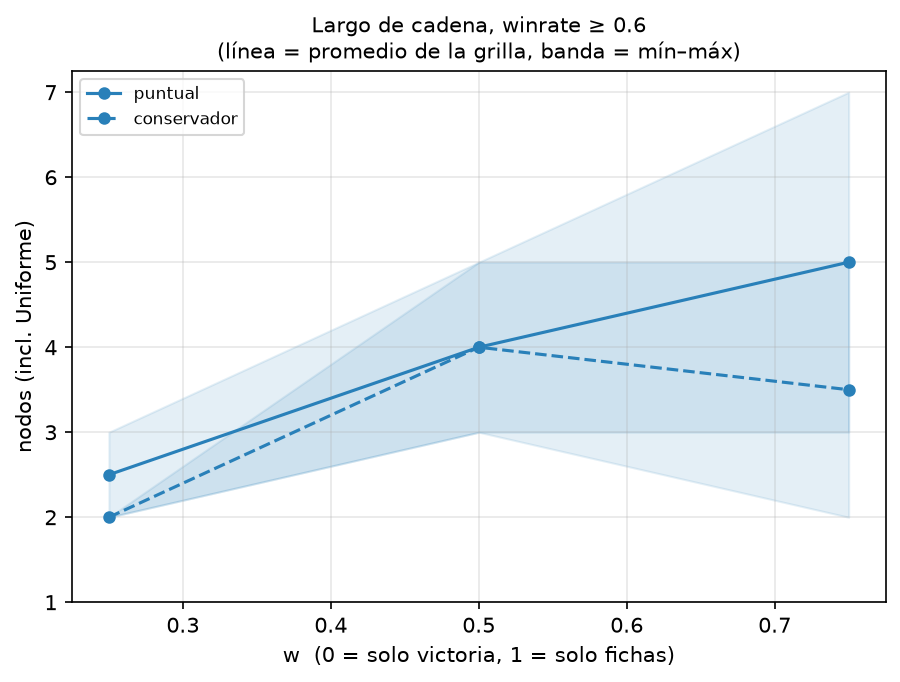 Largo de cadena, winrate ≥ 0.6
(línea = promedio de la grilla, banda = mín–máx)
puntual
conservador
nodos (incl. Uniforme)
7
6
5
4
3
2
1
0.3
0.4
0.5
0.6
0.7
w  (0 = solo victoria, 1 = solo fichas)